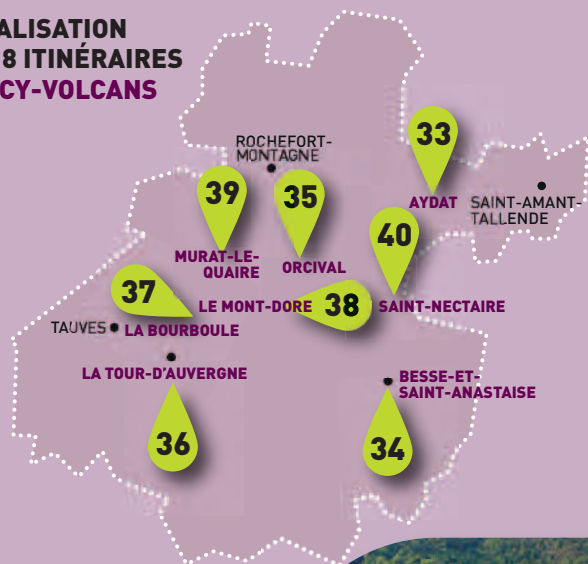 ALISATION
8 ITINÉRAIRES
CY-VOLCANS
ROCHEFORT-
MONTAGNE
33
39
35
AYDAT
SAINT-AMANT-
TALLENDE
40
MURAT-LE-
QUAIRE
ORCIVAL
37
LE MONT-DORE
38
SAINT-NECTAIRE
TAUVES
LA BOURBOULE
LA TOUR-D'AUVERGNE
BESSE-ET-
SAINT-ANASTAISE
36
34